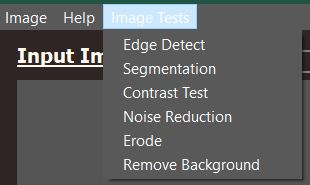 Image Help Image Tests
Input Im
Edge Detect
Segmentation
Contrast Test
Noise Reduction
Erode
Remove Background